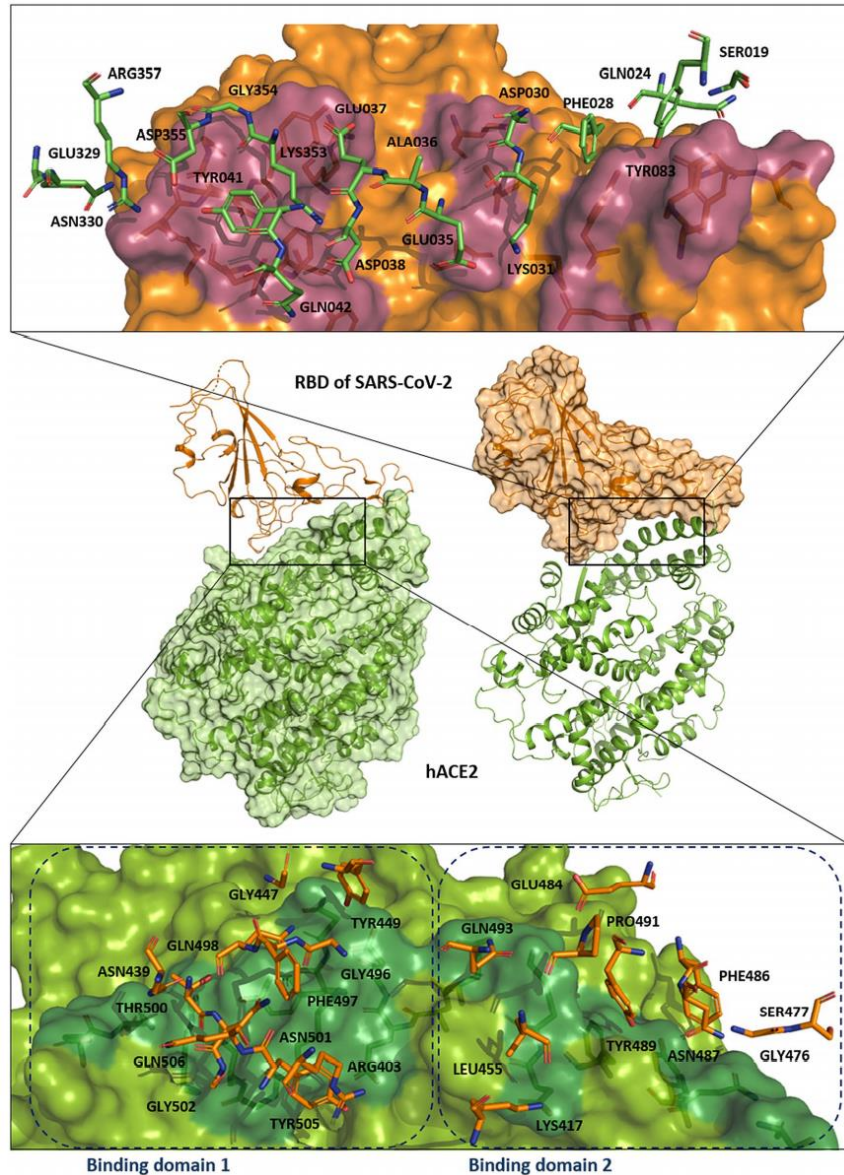 SER019
ARG357
GLN024
GLY354
ASP030
GLU037
PHE028
ASP355
GLU329
LYS353
ALA036
TYR041
TYR083
ASN330
GLU035
ASP038
LYS031
GLN042
RBD of SARS-CoV-2
hACE2
GLY447
GLU484
TYR449
PRO491
GLN498
GLN493
ASN439
GLY496
PHE486
PHE497
THR500
SER477
ASN501
GLN506
ARG403
LEU455
TYR489
ASN487
GLY476
GLY502
TYR505
LYS417
Binding domain 1
Binding domain 2